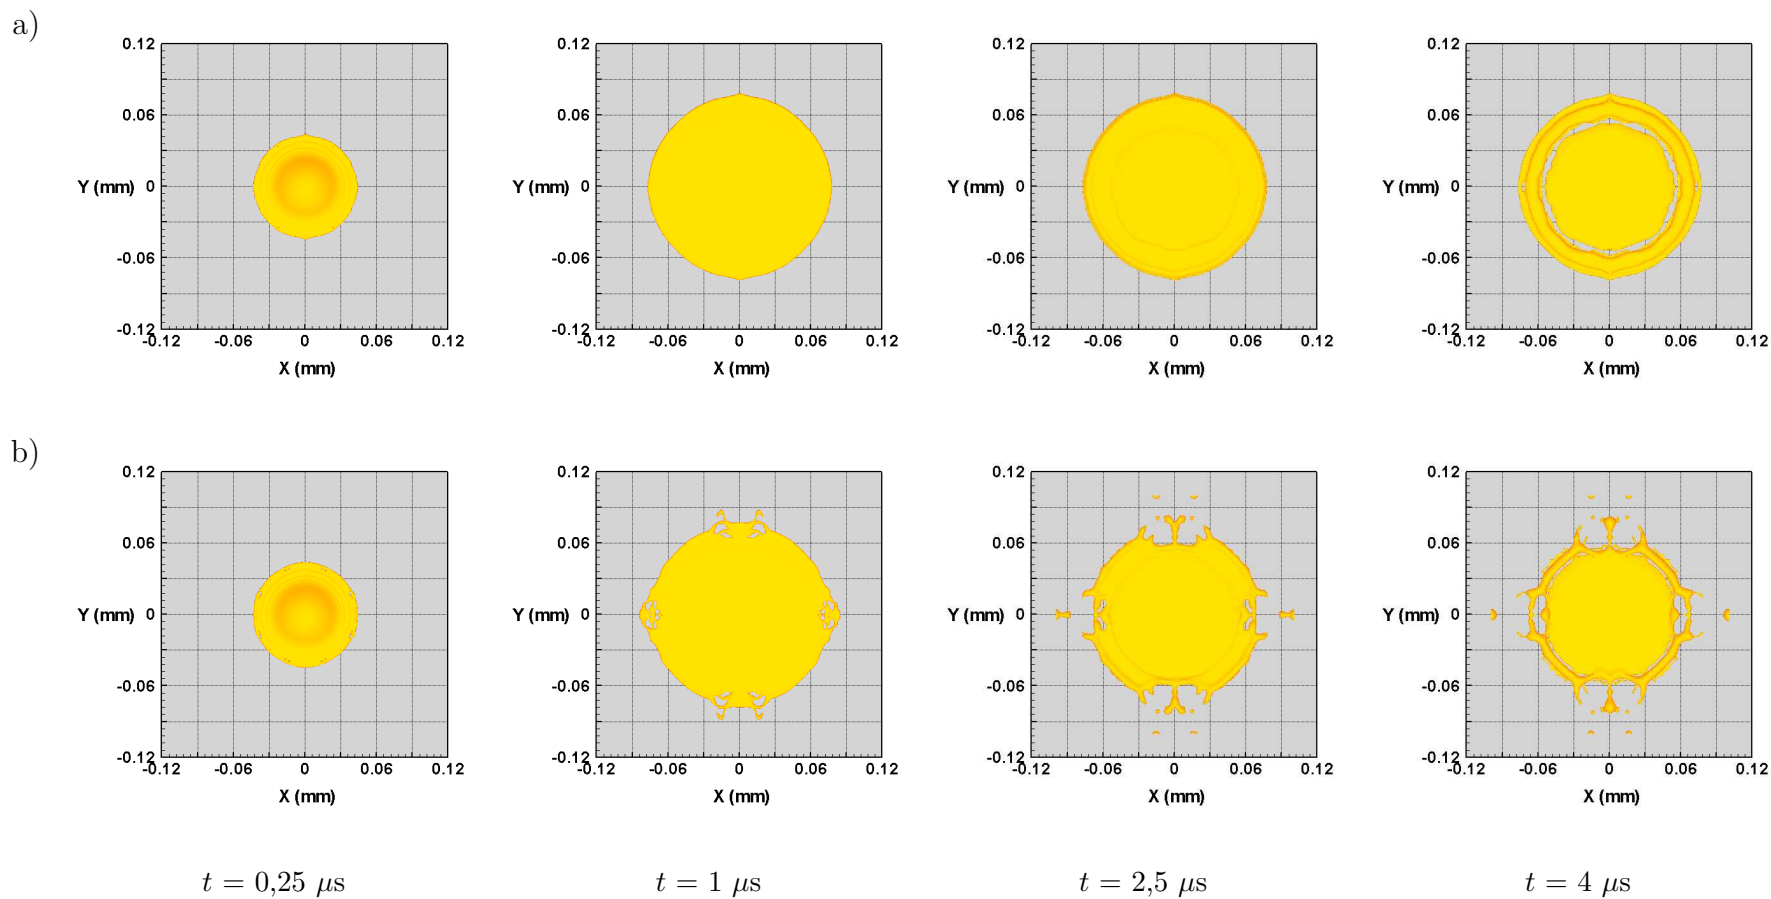 a)
0.12 0.12 0.12 0.12
0.06 0.06 0.06 0.06
Y (mm) 0 Y (mm) 0 Y (mm) 0 Y (mm) 0
-0.06 -0.06 -0.06 -0.06
-0.12 -0.12 -0.12 -0.12
-0.12 -0.06 0 0.06 0.12 -0.12 -0.06 0 0.06 0.12 -0.12 -0.06 0 0.06 0.12 -0.12 -0.06 0 0.06 0.12
X (mm) X (mm) X (mm) X (mm)
b)
0.12 0.12 0.12 0.12
0.06 0.06 0.06 0.06
Y (mm) 0 Y (mm) 0 Y (mm) 0 Y (mm) 0
-0.06 -0.06 -0.06 -0.06
-0.12 -0.12 -0.12 -0.12
-0.12 -0.06 0 0.06 0.12 -0.12 -0.06 0 0.06 0.12 -0.12 -0.06 0 0.06 0.12 -0.12 -0.06 0 0.06 0.12
X (mm) X (mm) X (mm) X (mm)
t = 0,25 μs t = 1 μs t = 2,5 μs t = 4 μs